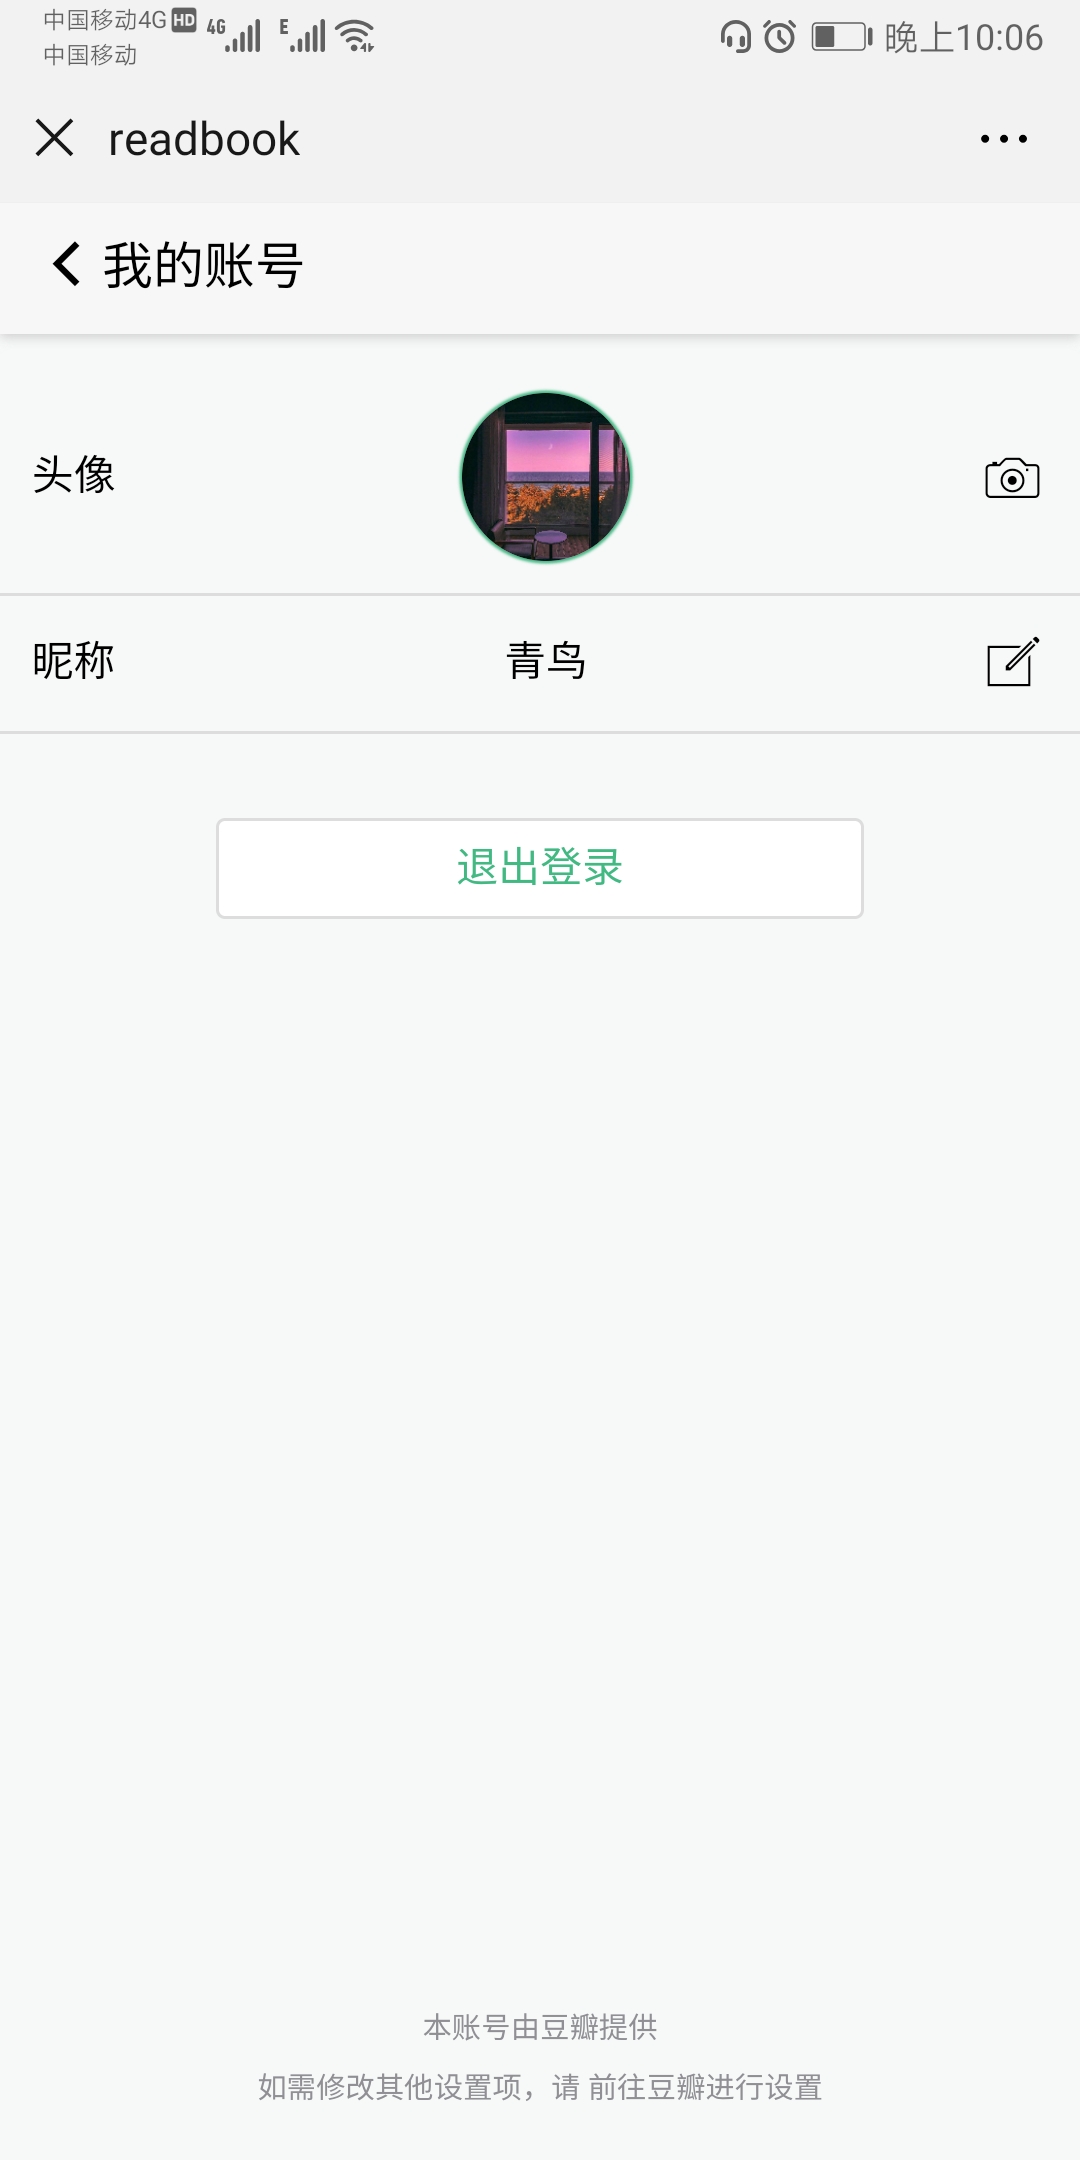 中国移动4G HD 4G E 晚上10:06
中国移动
readbook
我的账号
头像
昵称 青鸟
退出登录
本账号由豆瓣提供
如需修改其他设置项，请 前往豆瓣进行设置